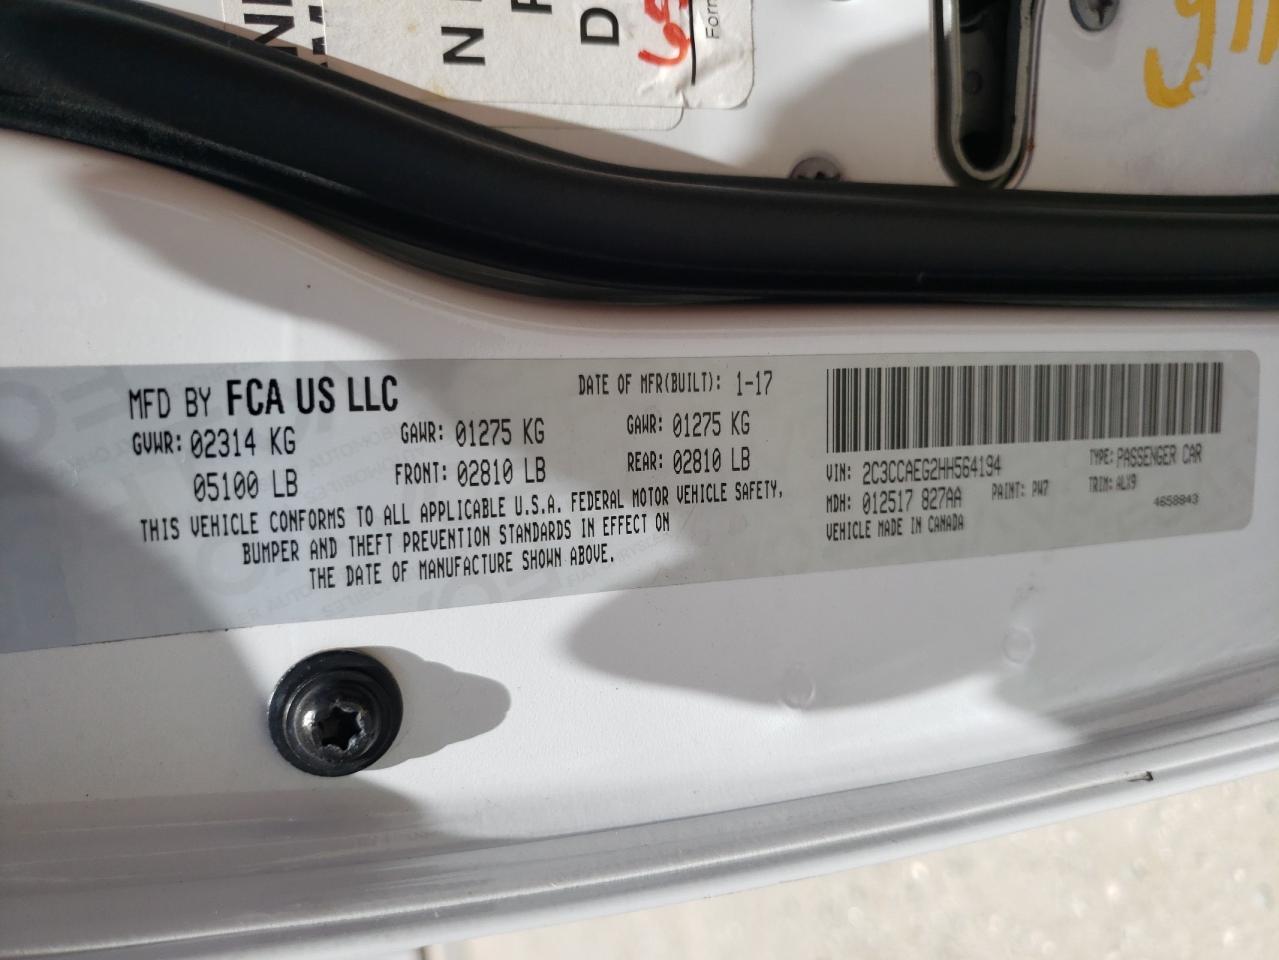 N
D
MFD BY FCA US LLC
DATE OF MFR(BUILT): 1-17
GVWR: 02314 KG
GAWR: 01275 KG
GAWR: 01275 KG
05100 LB
FRONT: 02810 LB
REAR: 02810 LB
THIS VEHICLE CONFORMS TO ALL APPLICABLE U.S.A. FEDERAL MOTOR VEHICLE SAFETY,
BUMPER AND THEFT PREVENTION STANDARDS IN EFFECT ON
THE DATE OF MANUFACTURE SHOWN ABOVE.
VIN: 2C3CCAEG2HH564194
TYPE: PASSENGER CAR
MDH: 012517 827AA
PAINT: PW7
TRIM: ALX9
VEHICLE MADE IN CANADA
4658843